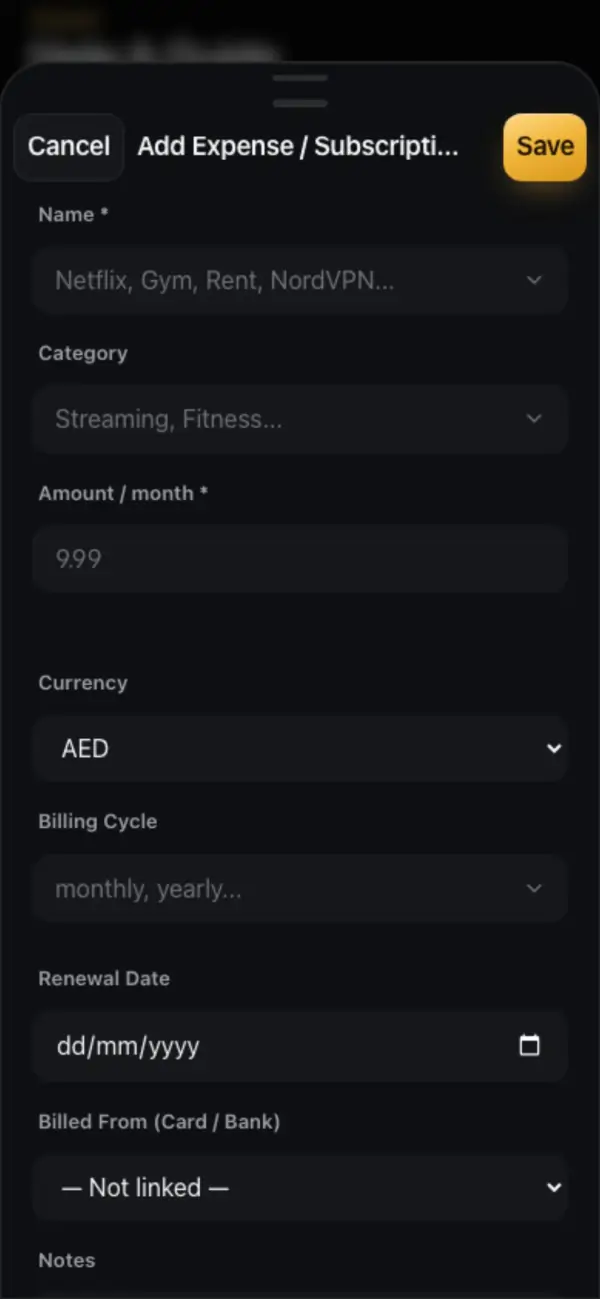 Cancel Add Expense / Subscripti... Save
Name *
Netflix, Gym, Rent, NordVPN...
Category
Streaming, Fitness...
Amount / month *
9.99
Currency
AED
Billing Cycle
monthly, yearly...
Renewal Date
dd/mm/yyyy
Billed From (Card / Bank)
— Not linked —
Notes